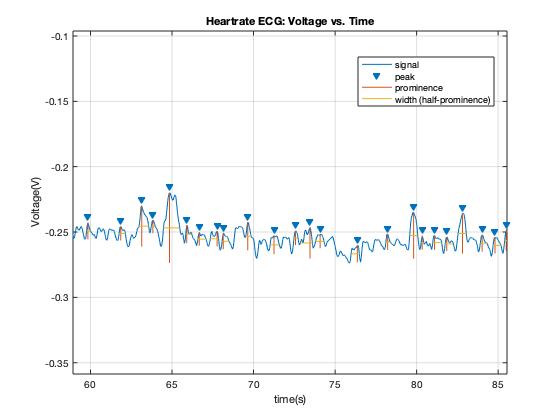 Heartrate ECG: Voltage vs. Time
-0.1
-0.15
-0.2
-0.25
-0.3
-0.35
Voltage(V)
signal
peak
prominence
width (half-prominence)
60 65 70 75 80 85
time(s)